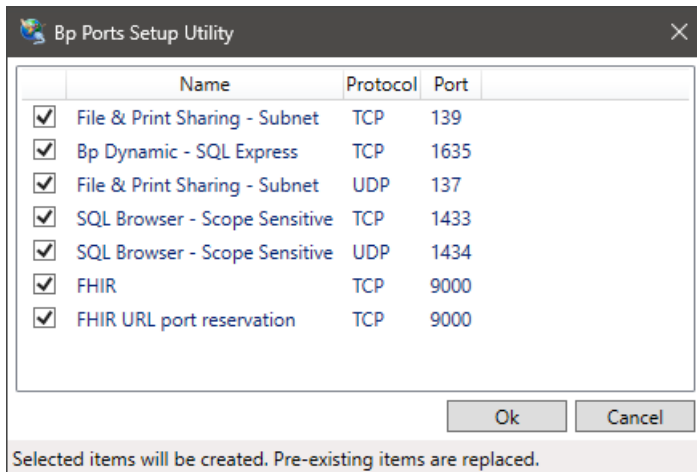 Bp Ports Setup Utility
Name Protocol Port
File & Print Sharing - Subnet TCP 139
Bp Dynamic - SQL Express TCP 1635
File & Print Sharing - Subnet UDP 137
SQL Browser - Scope Sensitive TCP 1433
SQL Browser - Scope Sensitive UDP 1434
FHIR TCP 9000
FHIR URL port reservation TCP 9000
Ok Cancel
Selected items will be created. Pre-existing items are replaced.